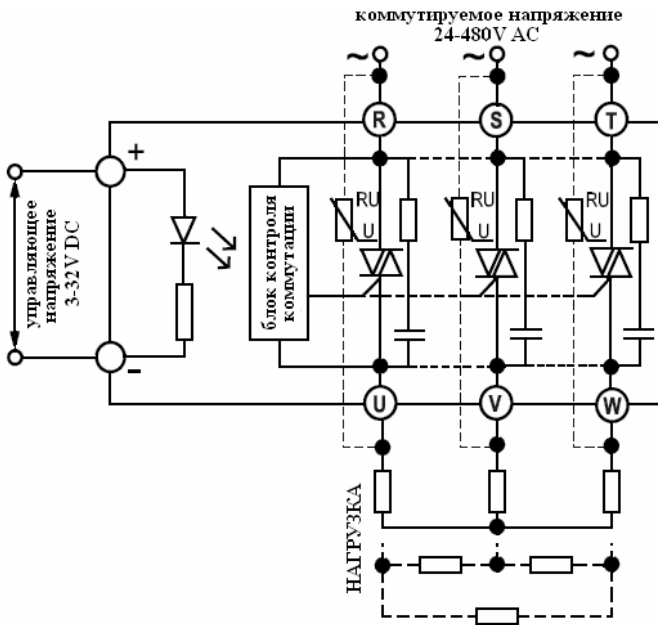 коммутируемое напряжение
24-480V AC
~ ~ ~
R S T
+
управляющее
напряжение
3-32V DC
блок контроля
коммутации
RU
U
RU
U
RU
U
-
U V W
НАГРУЗКА